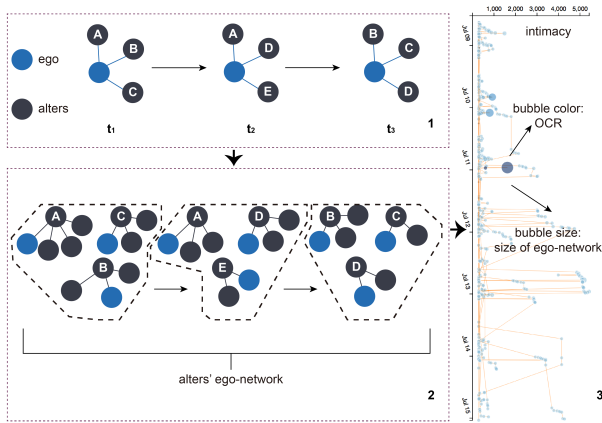 ego
alters
A
B
C
t1
A
D
E
t2
B
C
D
t3
1
A
C
B
A
D
E
B
C
D
alters' ego-network
2
1,000 2,000 3,000 4,000 5,000
intimacy
Jul 09
Jul 10
bubble color:
OCR
Jul 11
Jul 12
bubble size:
size of ego-network
Jul 13
Jul 14
Jul 15
3